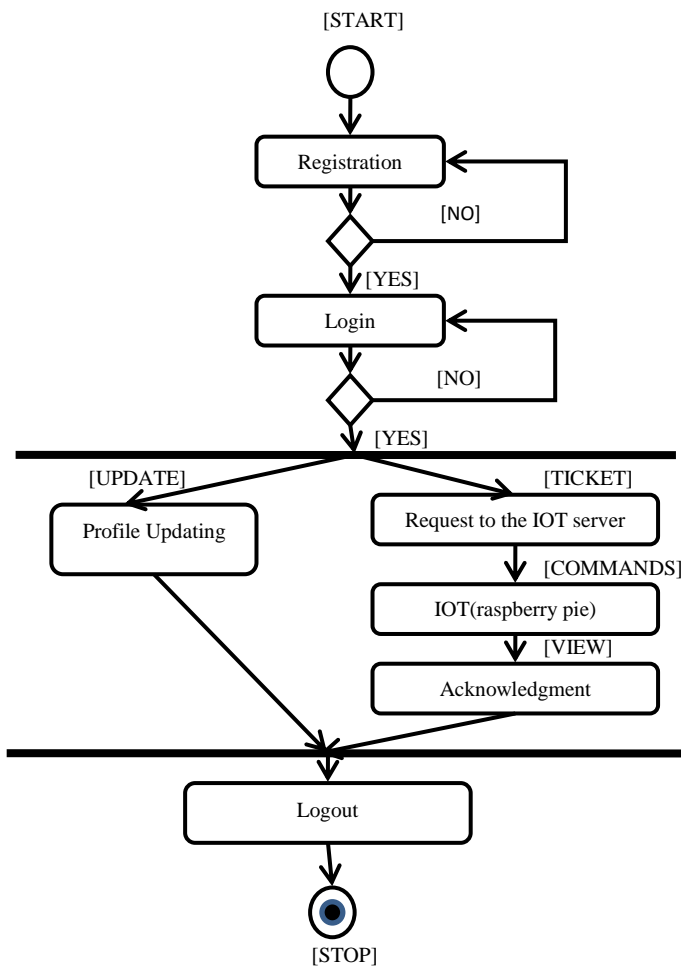 [START]
Registration
[NO]
[YES]
Login
[NO]
[YES]
[UPDATE]
[TICKET]
Profile Updating
Request to the IOT server
[COMMANDS]
IOT(raspberry pie)
[VIEW]
Acknowledgment
Logout
[STOP]